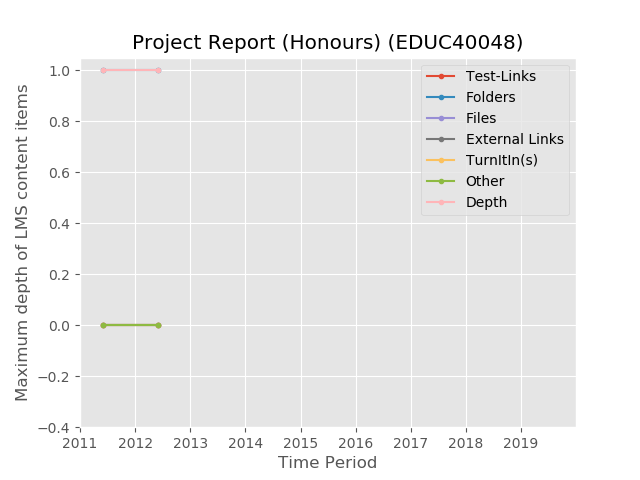 Project Report (Honours) (EDUC40048)
Maximum depth of LMS content items
1.0
0.8
0.6
0.4
0.2
0.0
−0.2
−0.4
Test-Links
Folders
Files
External Links
TurnItIn(s)
Other
Depth
2011 2012 2013 2014 2015 2016 2017 2018 2019
Time Period